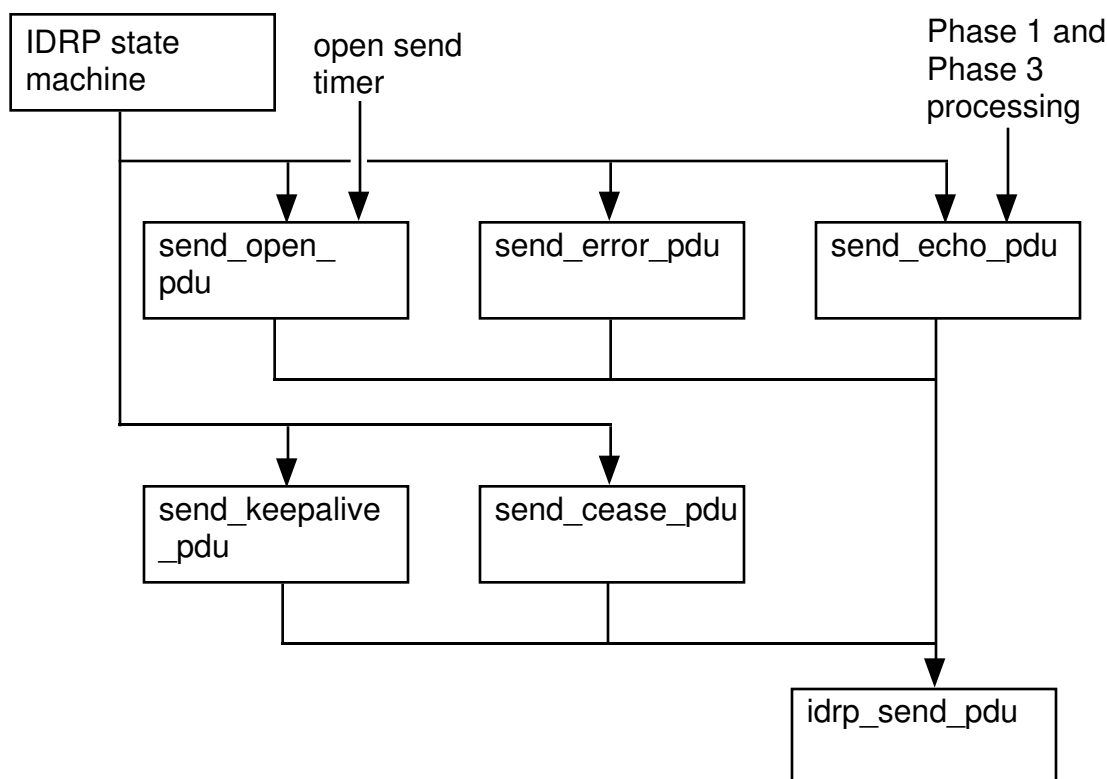 IDRP state
machine
open send
timer
Phase 1 and
Phase 3
processing
send_open_
pdu
send_error_pdu
send_echo_pdu
send_keepalive
_pdu
send_cease_pdu
idrp_send_pdu